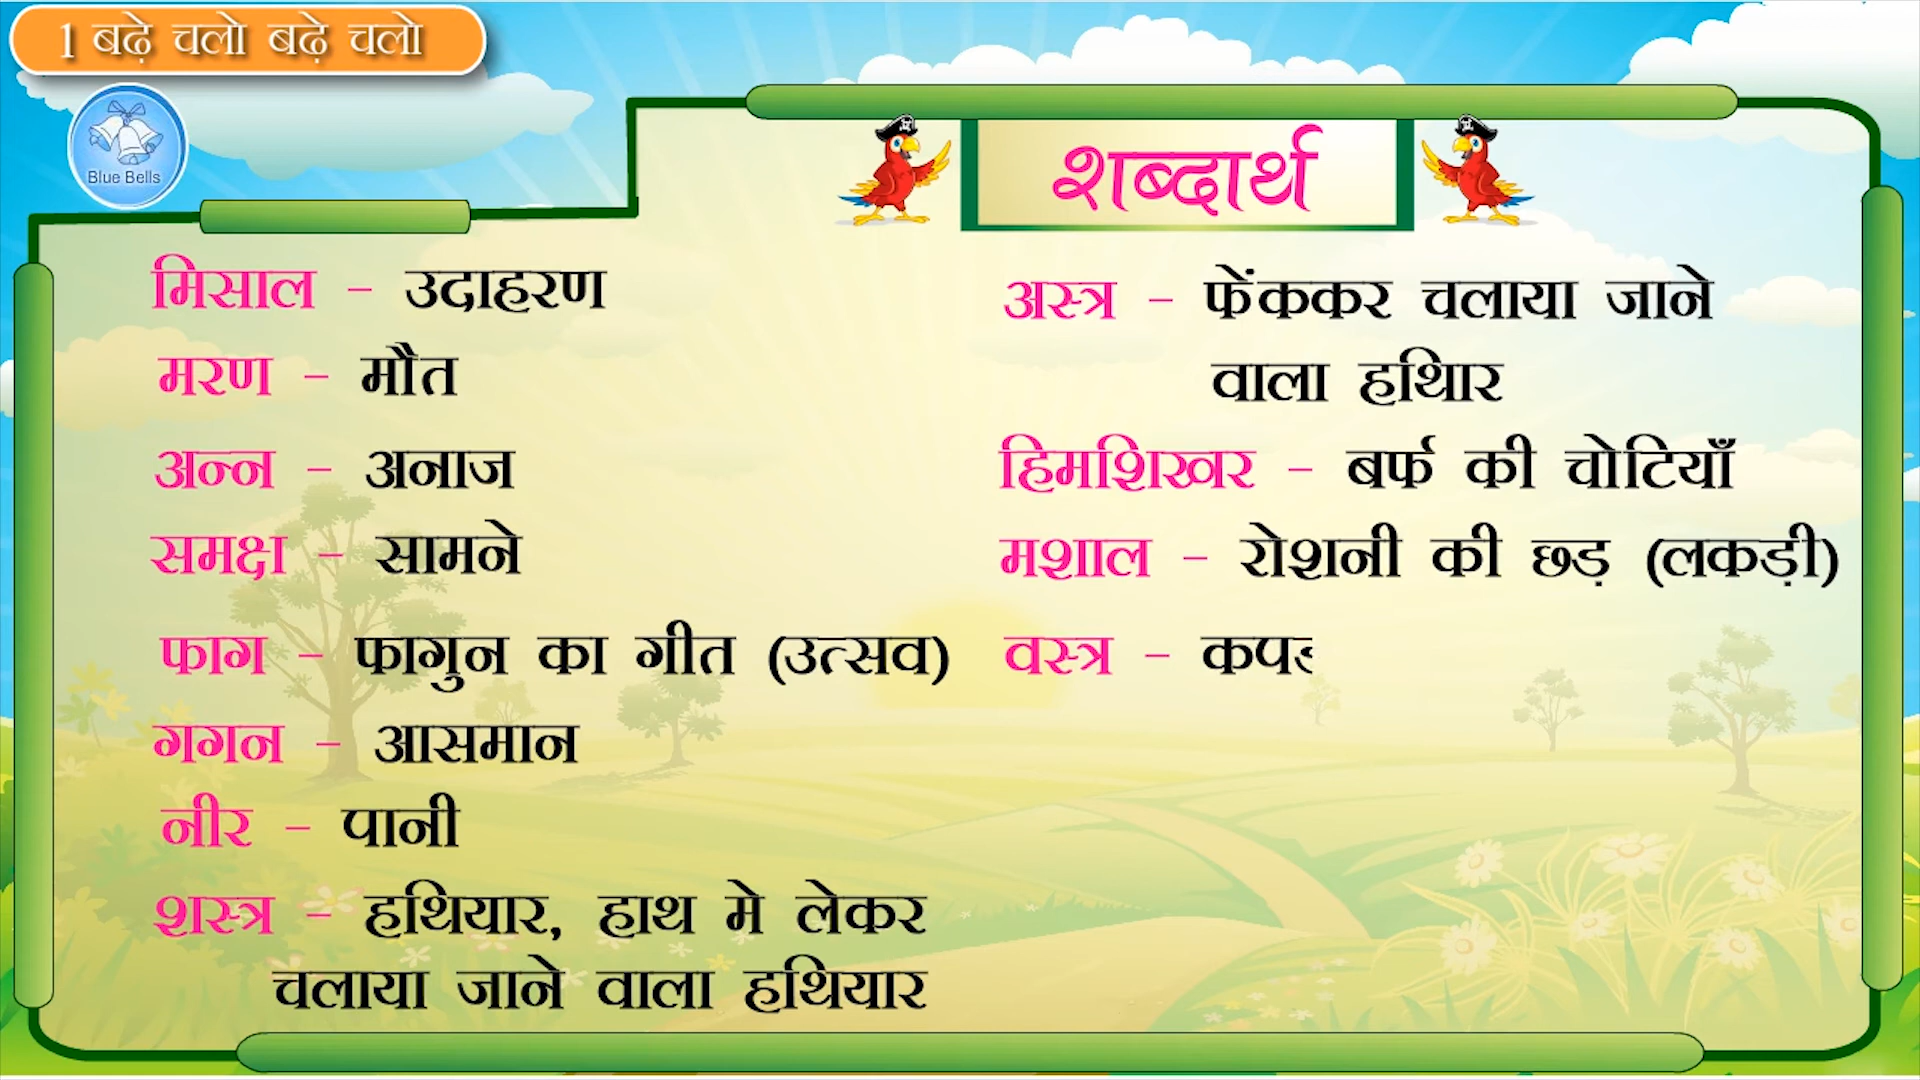 1 बढ़े चलो बढ़े चलो
Blue Bells
शब्दार्थ
मिसाल - उदाहरण
मरण - मौत
अन्न - अनाज
समक्ष - सामने
फाग - फागुन का गीत (उत्सव)
गगन - आसमान
नीर - पानी
शस्त्र - हथियार, हाथ मे लेकर
चलाया जाने वाला हथियार
अस्त्र - फेंककर चलाया जाने
वाला हथिार
हिमशिखर - बर्फ की चोटियाँ
मशाल - रोशनी की छड़ (लकड़ी)
वस्त्र -